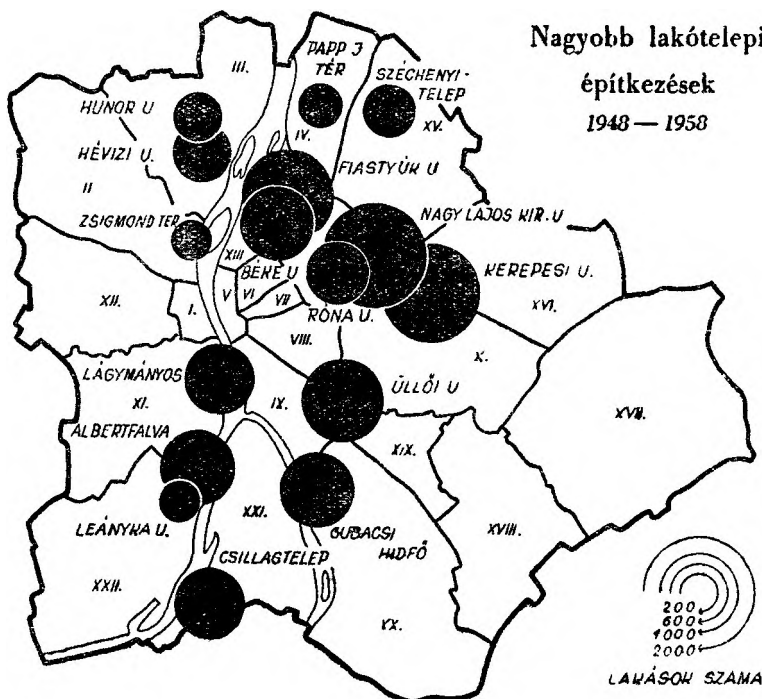 Nagyobb lakótelepi
építkezések
1948 — 1958
III.
PAPP J
TÉR
SZÉCHENYI-
TELEP
XV.
HUNOR U
IV.
HÉVIZI U.
FIASTYÚK U
II
NAGY LAJOS KIR. U
ZSIGMOND TÉR
XIII
BÉKE U
KEREPESI U.
XVI.
XII.
I.
V
VI
VII
RÓNA U.
VIII.
X.
LÁGYMÁNYOS
ÜLLŐI U
XI.
IX.
XVII.
ALBERTFALVA
XIX.
LEÁNYKA U.
XXI.
GUBACSI
HIDFŐ
XVIII.
CSILLAGTELEP
XXII.
XX.
200
600
1000
2000
LAKÁSOK SZAMA